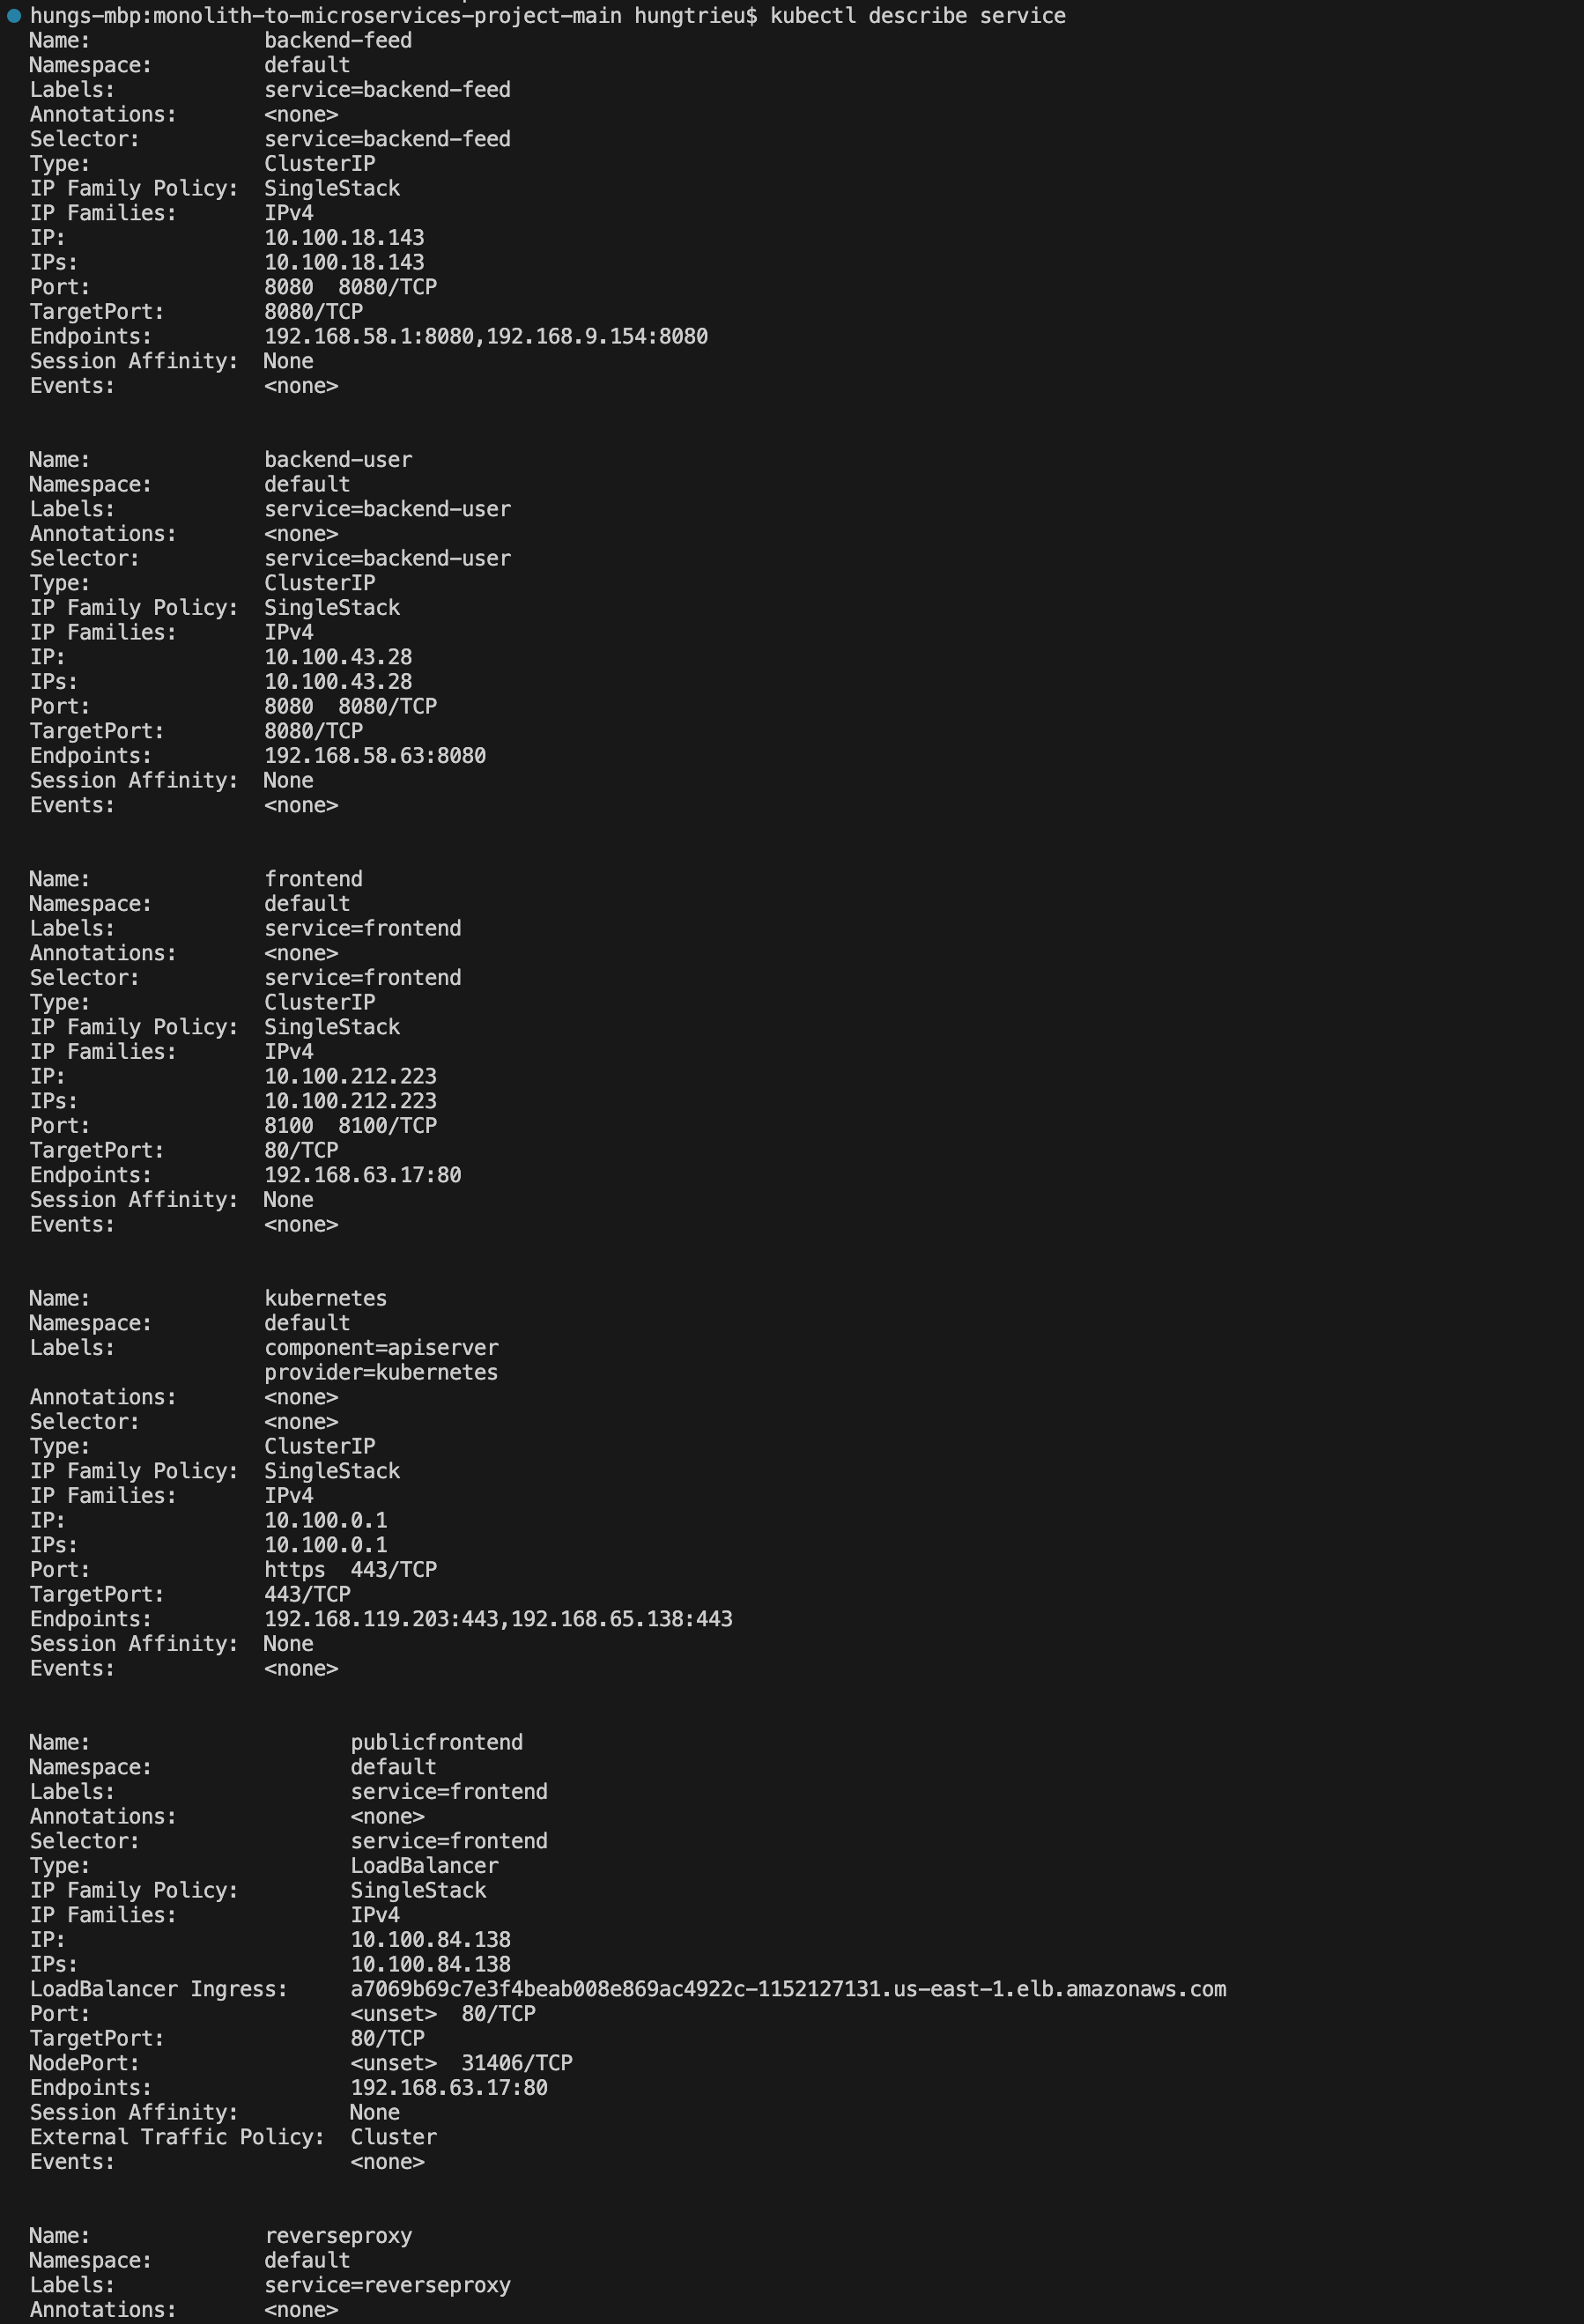 hungs-mbp:monolith-to-microservices-project-main hungtrieu$ kubectl describe service
Name:              backend-feed
Namespace:         default
Labels:            service=backend-feed
Annotations:       <none>
Selector:          service=backend-feed
Type:              ClusterIP
IP Family Policy:  SingleStack
IP Families:       IPv4
IP:                10.100.18.143
IPs:               10.100.18.143
Port:              8080  8080/TCP
TargetPort:        8080/TCP
Endpoints:         192.168.58.1:8080,192.168.9.154:8080
Session Affinity:  None
Events:            <none>

Name:              backend-user
Namespace:         default
Labels:            service=backend-user
Annotations:       <none>
Selector:          service=backend-user
Type:              ClusterIP
IP Family Policy:  SingleStack
IP Families:       IPv4
IP:                10.100.43.28
IPs:               10.100.43.28
Port:              8080  8080/TCP
TargetPort:        8080/TCP
Endpoints:         192.168.58.63:8080
Session Affinity:  None
Events:            <none>

Name:              frontend
Namespace:         default
Labels:            service=frontend
Annotations:       <none>
Selector:          service=frontend
Type:              ClusterIP
IP Family Policy:  SingleStack
IP Families:       IPv4
IP:                10.100.212.223
IPs:               10.100.212.223
Port:              8100  8100/TCP
TargetPort:        80/TCP
Endpoints:         192.168.63.17:80
Session Affinity:  None
Events:            <none>

Name:              kubernetes
Namespace:         default
Labels:            component=apiserver
                   provider=kubernetes
Annotations:       <none>
Selector:          <none>
Type:              ClusterIP
IP Family Policy:  SingleStack
IP Families:       IPv4
IP:                10.100.0.1
IPs:               10.100.0.1
Port:              https  443/TCP
TargetPort:        443/TCP
Endpoints:         192.168.119.203:443,192.168.65.138:443
Session Affinity:  None
Events:            <none>

Name:                     publicfrontend
Namespace:                default
Labels:                   service=frontend
Annotations:              <none>
Selector:                 service=frontend
Type:                     LoadBalancer
IP Family Policy:         SingleStack
IP Families:              IPv4
IP:                       10.100.84.138
IPs:                      10.100.84.138
LoadBalancer Ingress:     a7069b69c7e3f4beab008e869ac4922c-1152127131.us-east-1.elb.amazonaws.com
Port:                     <unset>  80/TCP
TargetPort:               80/TCP
NodePort:                 <unset>  31406/TCP
Endpoints:                192.168.63.17:80
Session Affinity:         None
External Traffic Policy:  Cluster
Events:                   <none>

Name:              reverseproxy
Namespace:         default
Labels:            service=reverseproxy
Annotations:       <none>